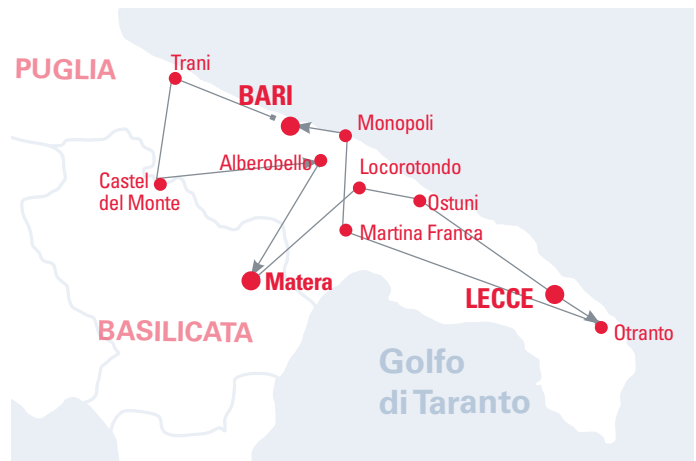 Trani
PUGLIA
BARI
Monopoli
Alberobello
Locorotondo
Castel
del Monte
Ostuni
Martina Franca
Matera
LECCE
BASILICATA
Otranto
Golfo
di Taranto